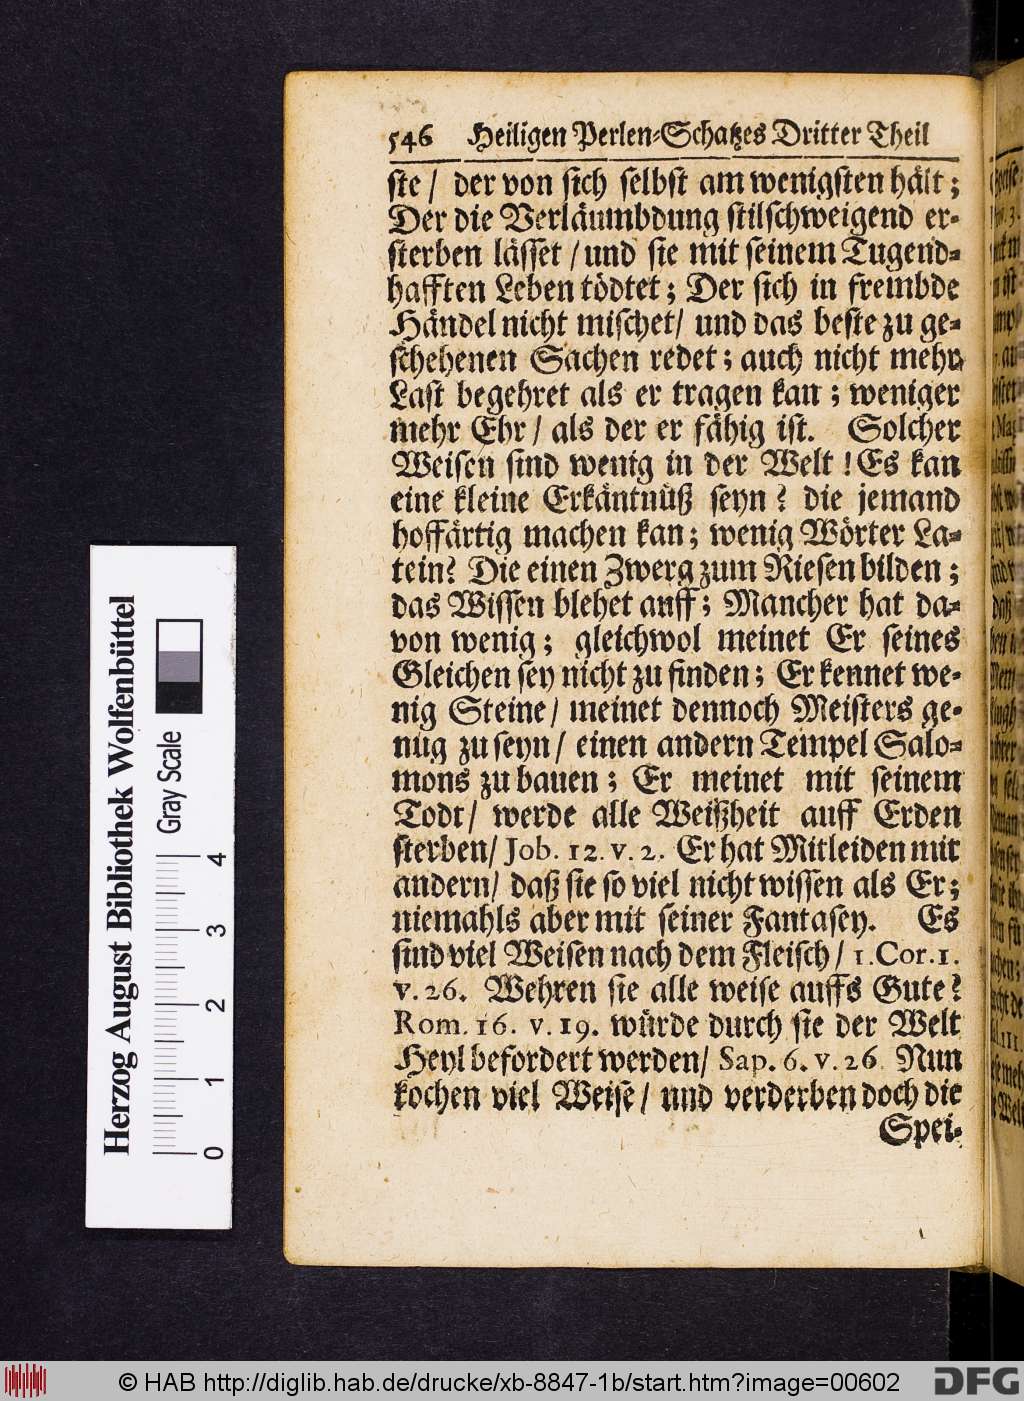 546 Heiligen Perlen-Schatzes Dritter Theil
ste/ der von sich selbst am wenigsten hält;
Der die Verläumbdung stilschweigend er-
sterben lässet / und sie mit seinem Tugend-
hafften Leben tödtet; Der sich in frembde
Händel nicht mischet/ und das beste zu ge-
schehenen Sachen redet; auch nicht mehr
Last begehret als er tragen kan; weniger
mehr Ehr/ als der er fähig ist. Solcher
Weisen sind wenig in der Welt! Es kan
eine kleine Erkäntnüß seyn? die jemand
hoffärtig machen kan; wenig Wörter La-
tein? Die einen Zwerg zum Riesen bilden;
das Wissen blehet auff; Mancher hat da-
von wenig; gleichwol meinet Er seines
Gleichen sey nicht zu finden; Er kennet we-
nig Steine/ meinet dennoch Meisters ge-
nug zu seyn/ einen andern Tempel Salo-
mons zu bauen; Er meinet mit seinem
Todt/ werde alle Weißheit auff Erden
sterben/ Job. 12. v. 2. Er hat Mitleiden mit
andern/ daß sie so viel nicht wissen als Er;
niemahls aber mit seiner Fantasey. Es
sind viel Weisen nach dem Fleisch/ 1. Cor. 1.
v. 26. Wehren sie alle weise auffs Gute?
Rom. 16. v. 19. würde durch sie der Welt
Heyl befordert werden/ Sap. 6. v. 26. Nun
kochen viel Weise/ und verderben doch die
Spei-
Herzog August Bibliothek Wolfenbüttel
Gray Scale
0 1 2 3 4
© HAB http://diglib.hab.de/drucke/xb-8847-1b/start.htm?image=00602
DFG